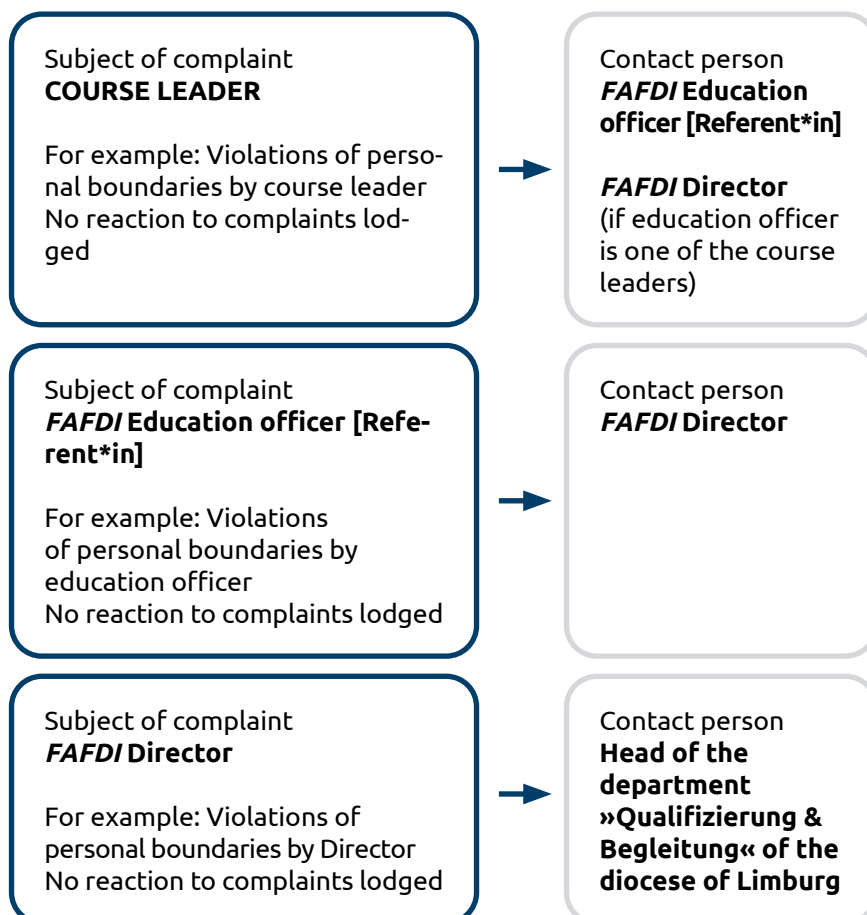 Subject of complaint
COURSE LEADER
For example: Violations of perso-
nal boundaries by course leader
No reaction to complaints lod-
ged
Contact person
FAFDI Education
officer [Referent*in]
FAFDI Director
(if education officer
is one of the course
leaders)
Subject of complaint
FAFDI Education officer [Refe-
rent*in]
For example: Violations
of personal boundaries by
education officer
No reaction to complaints lodged
Contact person
FAFDI Director
Subject of complaint
FAFDI Director
For example: Violations of
personal boundaries by Director
No reaction to complaints lodged
Contact person
Head of the
department
»Qualifizierung &
Begleitung« of the
diocese of Limburg